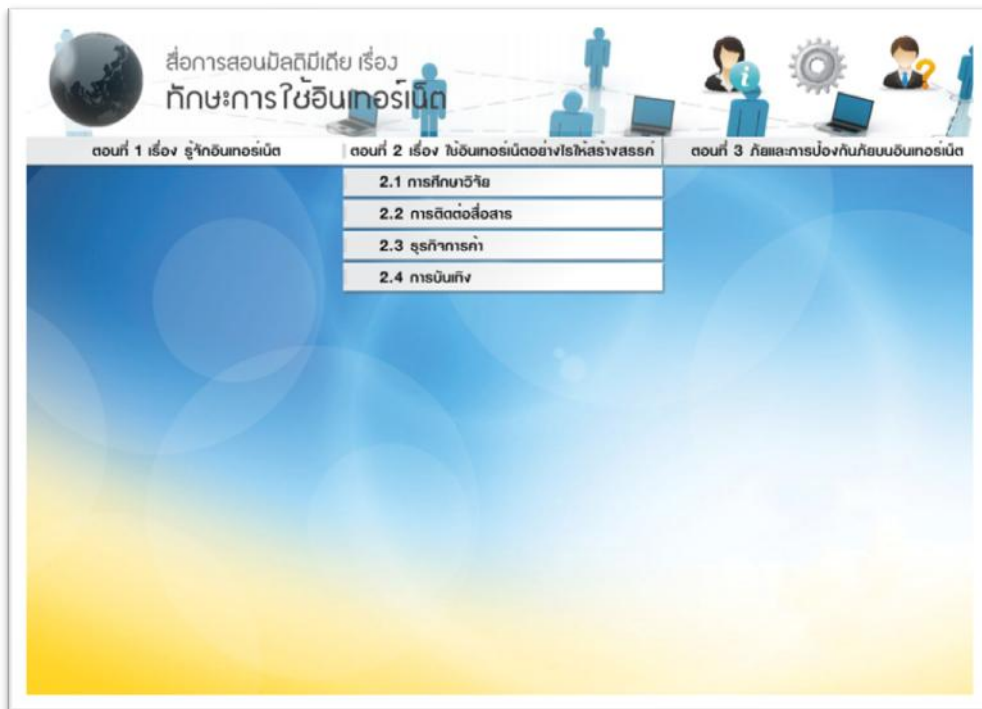 สื่อการสอนมัลติมีเดีย เรื่อง
ทักษะการใช้อินเทอร์เน็ต
ตอนที่ 1 เรื่อง รู้จักอินเทอร์เน็ต
ตอนที่ 2 เรื่อง ใช้อินเทอร์เน็ตอย่างไรให้สร้างสรรค์
ตอนที่ 3 ภัยและการป้องกันภัยบนอินเทอร์เน็ต
2.1 การศึกษาวิจัย
2.2 การติดต่อสื่อสาร
2.3 ธุรกิจการค้า
2.4 การบันเทิง